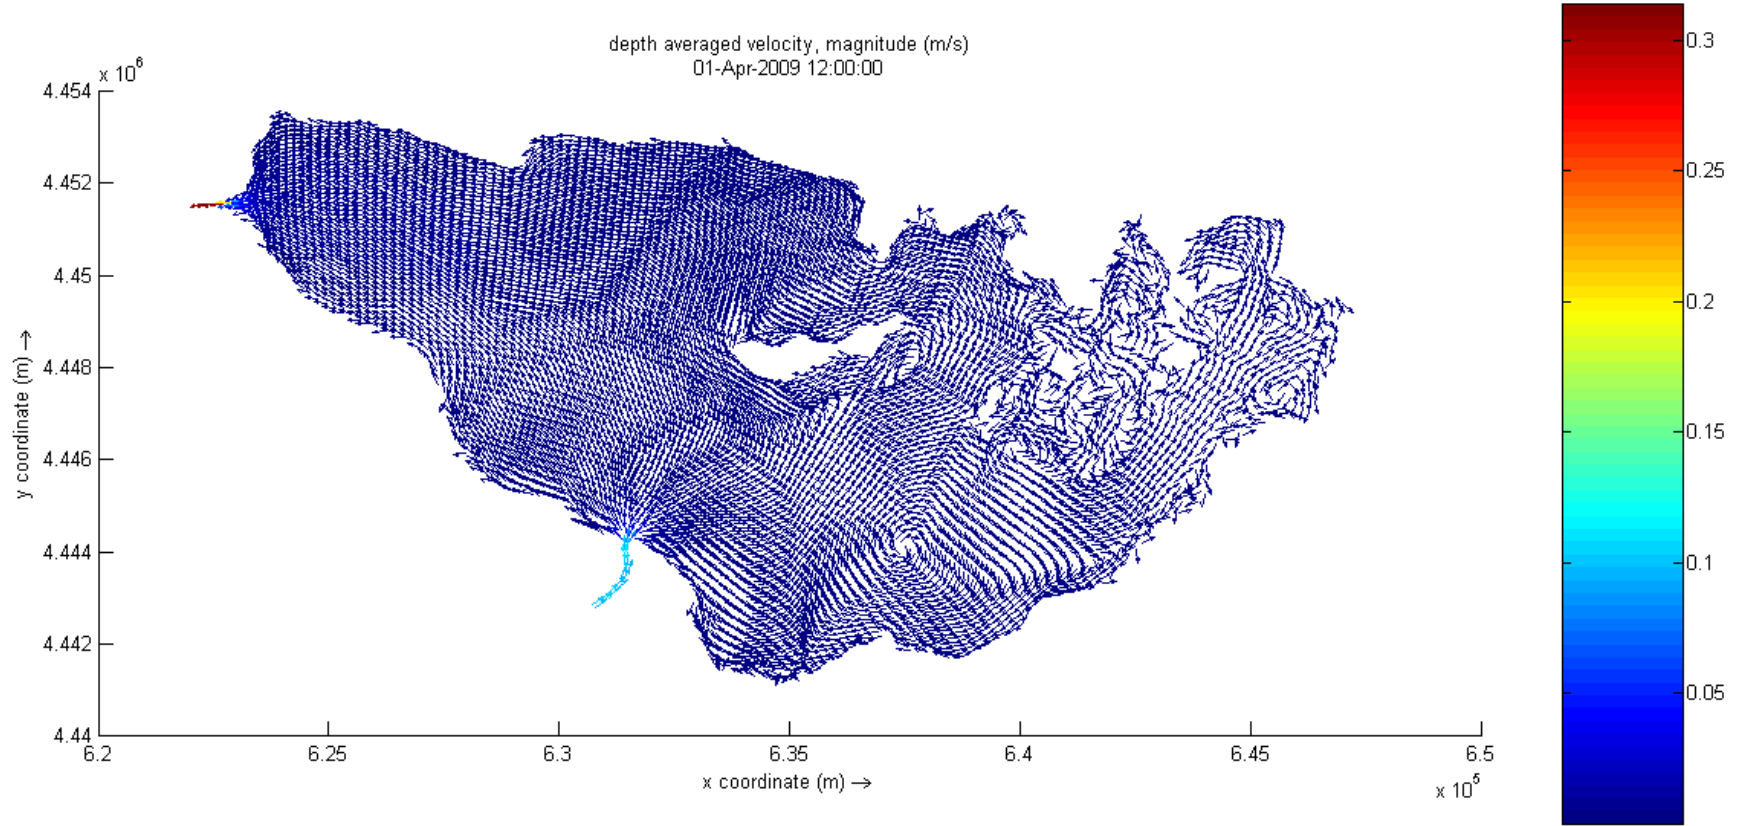 depth averaged velocity, magnitude (m/s)
01-Apr-2009 12:00:00
x 10^6
4.454
4.452
4.45
4.448
4.446
4.444
4.442
4.44
y coordinate (m) →
6.2 6.25 6.3 6.35 6.4 6.45 6.5
x coordinate (m) →
x 10^5
0.3
0.25
0.2
0.15
0.1
0.05